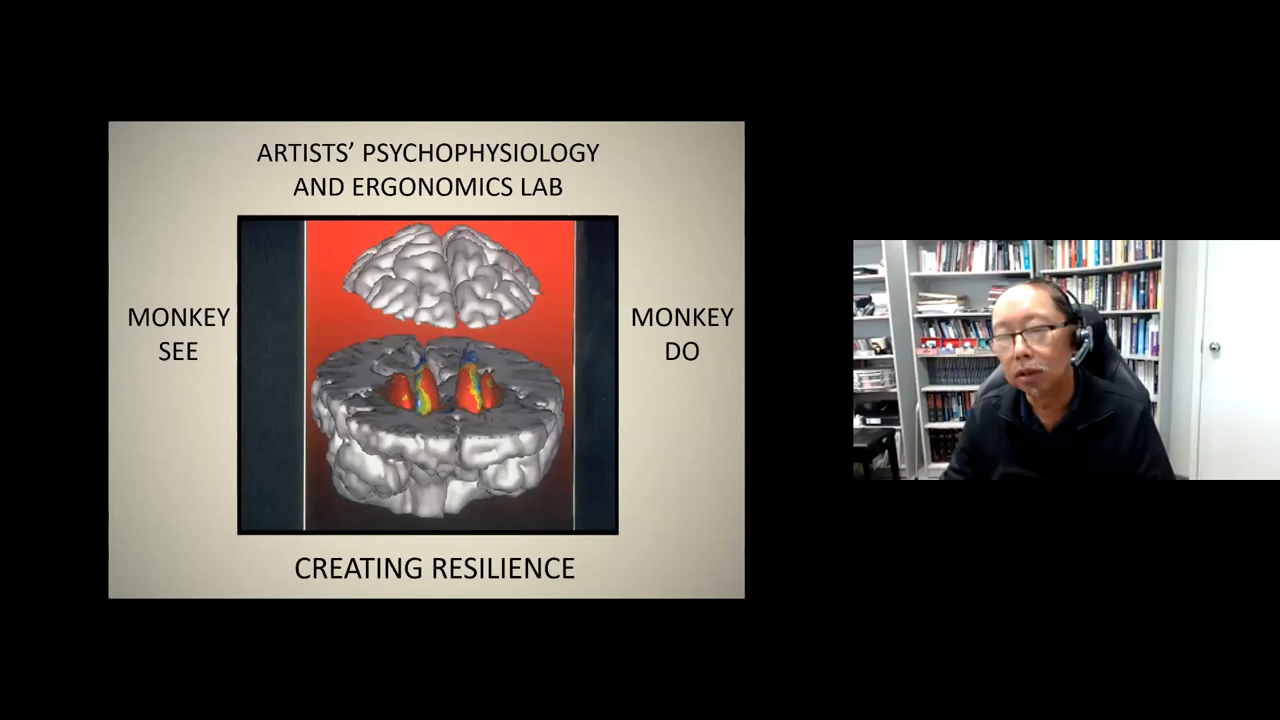 ARTISTS’ PSYCHOPHYSIOLOGY
AND ERGONOMICS LAB
MONKEY
SEE
MONKEY
DO
CREATING RESILIENCE